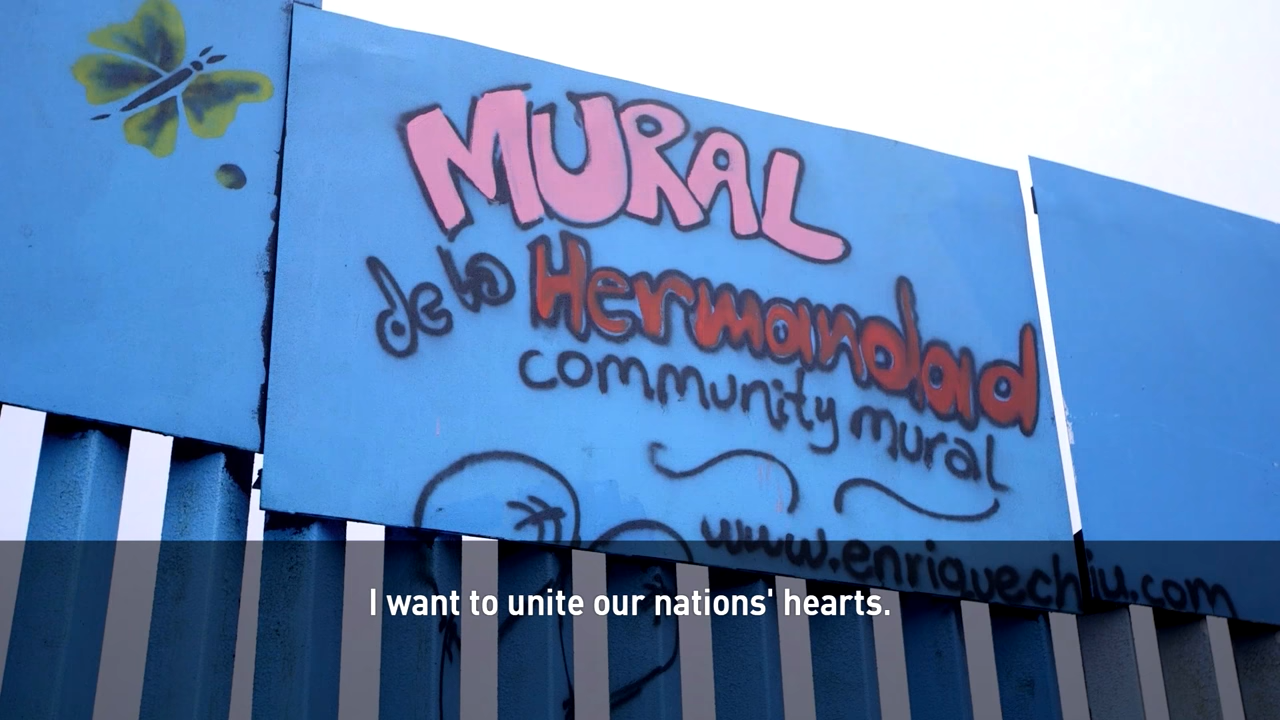 MURAL
de la Hermandad
community mural
www.enriquechiu.com
I want to unite our nations' hearts.